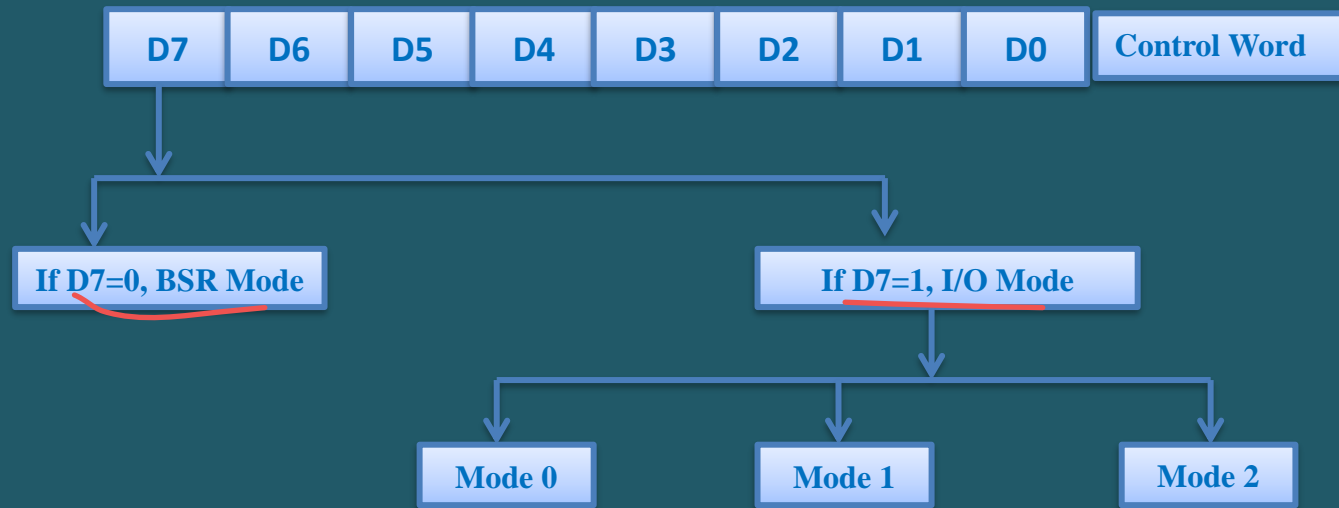 D7 D6 D5 D4 D3 D2 D1 D0 Control Word
If D7=0, BSR Mode If D7=1, I/O Mode
Mode 0 Mode 1 Mode 2